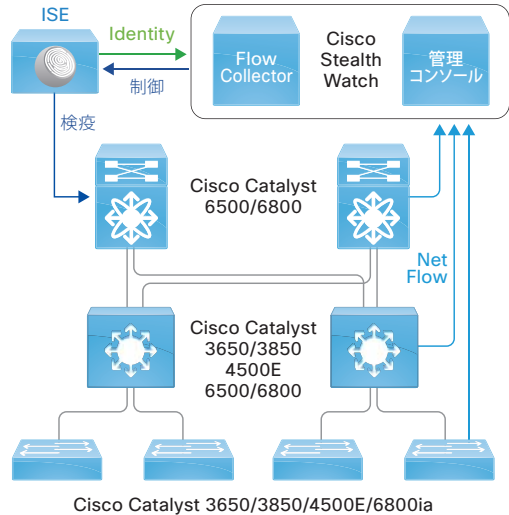 ISE
Identity
制御
検疫
Flow
Collector
Cisco
Stealth
Watch
管理
コンソール
Cisco Catalyst
6500/6800
Net
Flow
Cisco Catalyst
3650/3850
4500E
6500/6800
Cisco Catalyst 3650/3850/4500E/6800ia